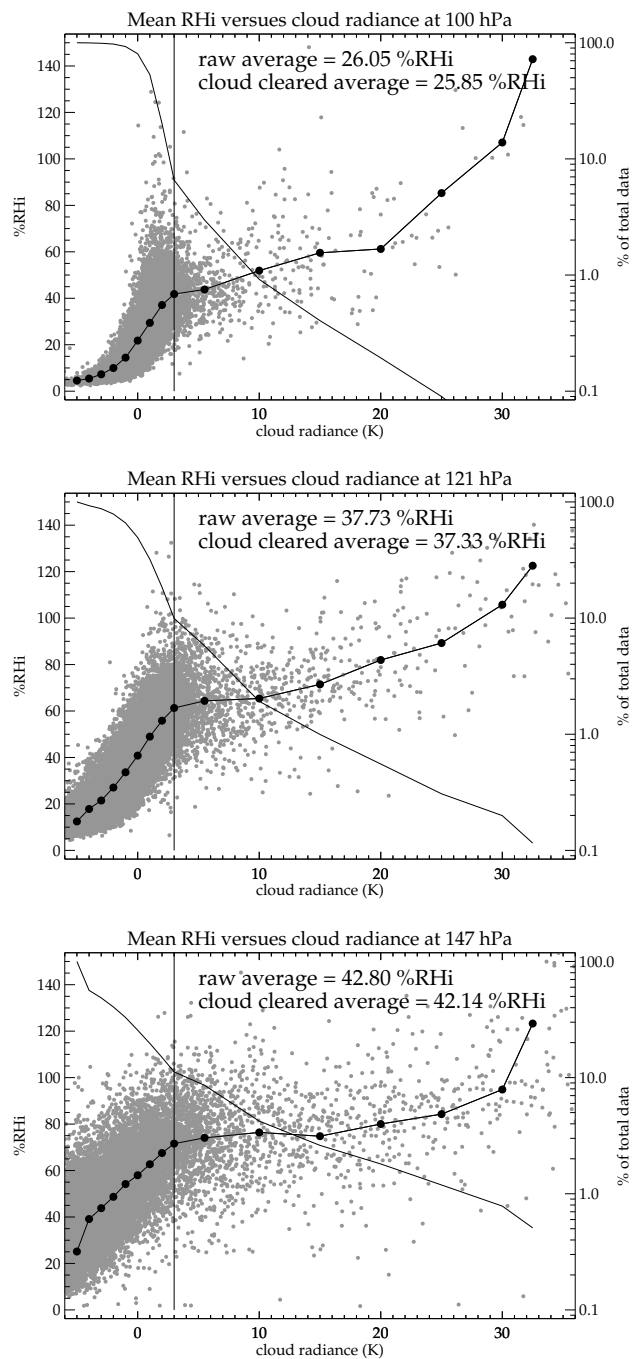 Mean RHi versues cloud radiance at 100 hPa
raw average = 26.05 %RHi
cloud cleared average = 25.85 %RHi
140
120
100
80
60
40
20
0
%RHi
100.0
10.0
1.0
0.1
% of total data
0 10 20 30
cloud radiance (K)
Mean RHi versues cloud radiance at 121 hPa
raw average = 37.73 %RHi
cloud cleared average = 37.33 %RHi
140
120
100
80
60
40
20
0
%RHi
100.0
10.0
1.0
0.1
% of total data
0 10 20 30
cloud radiance (K)
Mean RHi versues cloud radiance at 147 hPa
raw average = 42.80 %RHi
cloud cleared average = 42.14 %RHi
140
120
100
80
60
40
20
0
%RHi
100.0
10.0
1.0
0.1
% of total data
0 10 20 30
cloud radiance (K)